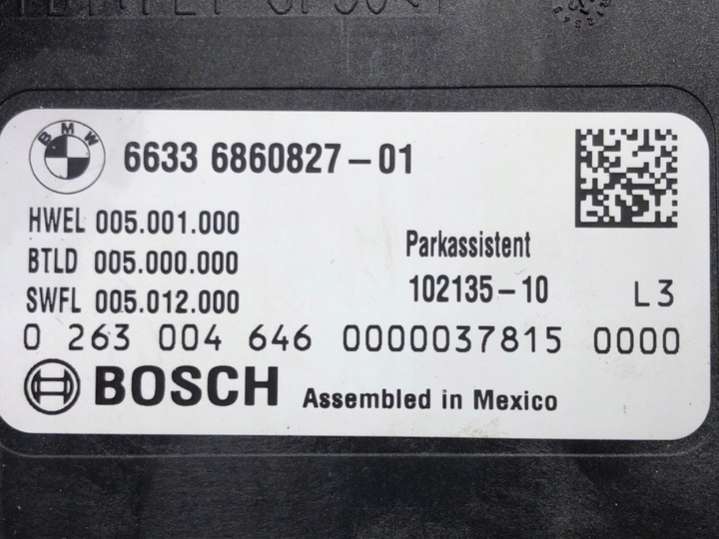 BMW
6633 6860827-01
HWEL 005.001.000
BTLD 005.000.000
SWFL 005.012.000
Parkassistent
102135-10
L3
0 263 004 646 0000037815 0000
BOSCH Assembled in Mexico